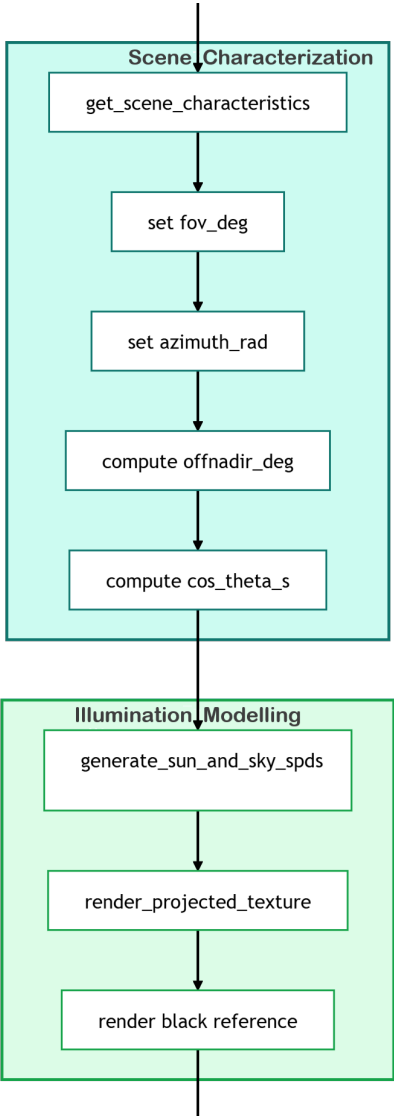 Scene Characterization
get_scene_characteristics
set fov_deg
set azimuth_rad
compute offnadir_deg
compute cos_theta_s
Illumination Modelling
generate_sun_and_sky_spds
render_projected_texture
render black reference